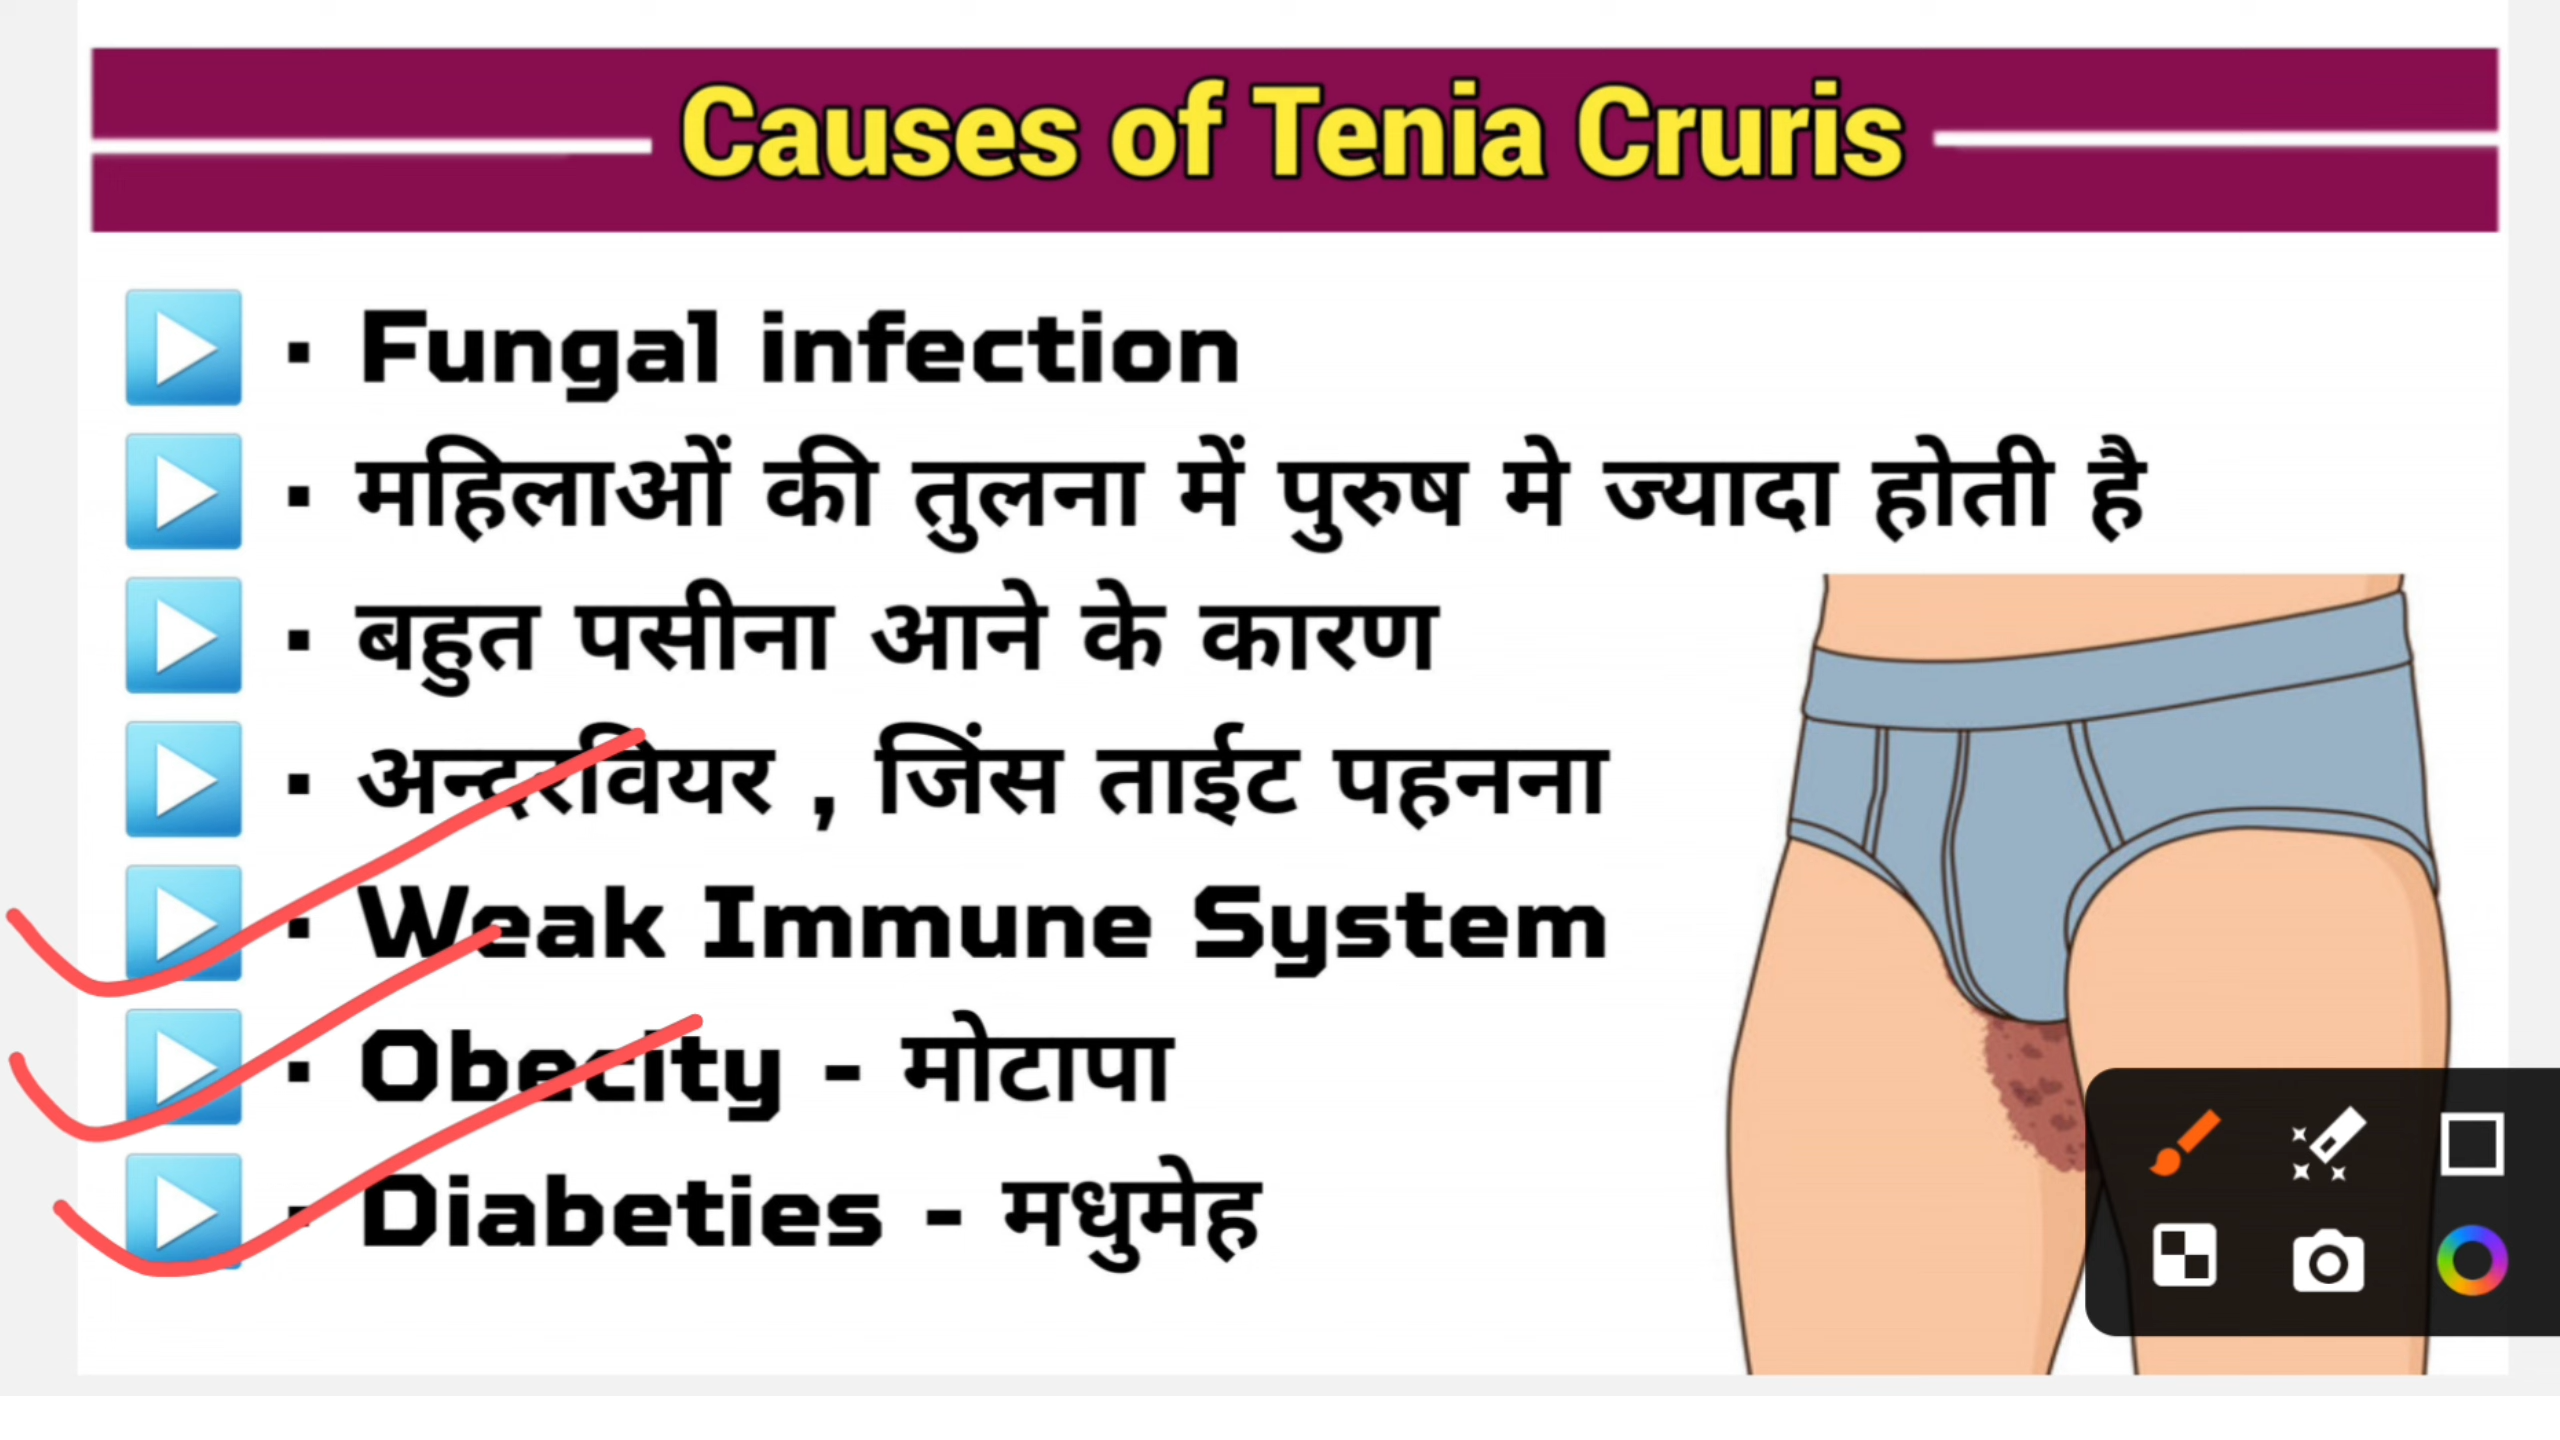 Causes of Tenia Cruris
▪ Fungal infection
▪ महिलाओं की तुलना में पुरुष मे ज्यादा होती है
▪ बहुत पसीना आने के कारण
▪ अन्दरवियर , जिंस ताईट पहनना
▪ Weak Immune System
▪ Obecity - मोटापा
▪ Diabeties - मधुमेह